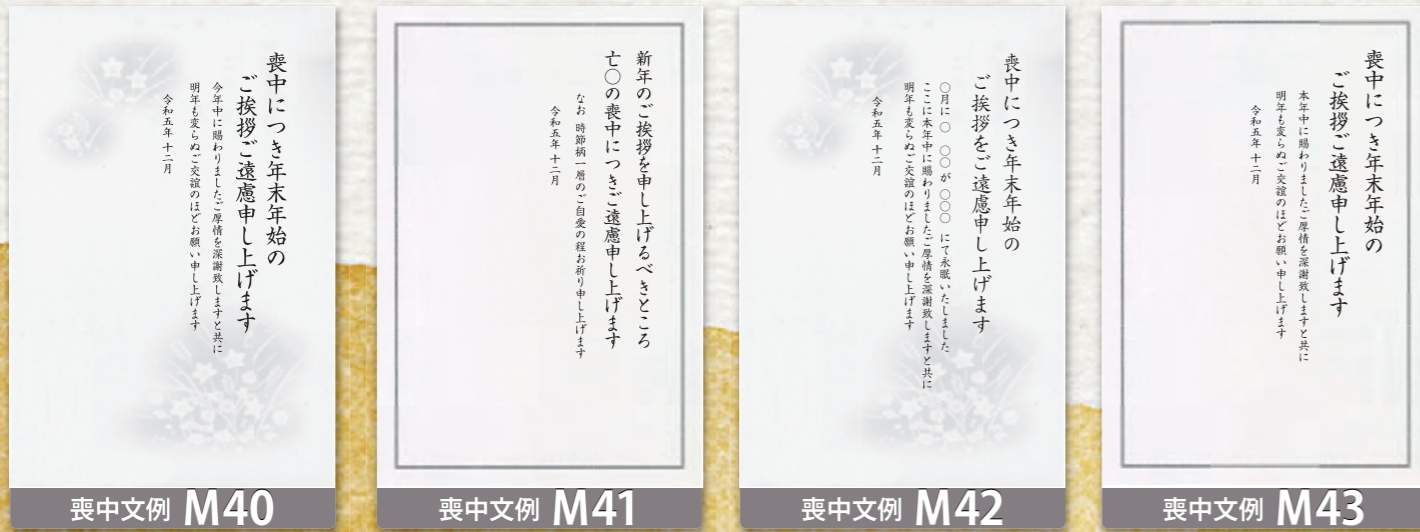 喪中につき年末年始の
ご挨拶ご遠慮申し上げます
今年中に賜わりましたご厚情を深謝致しますと共に
明年も変らぬご交誼のほどお願い申し上げます
令和五年十二月
喪中文例 M40
新年のご挨拶を申し上げるべきところ
亡〇の喪中につきご遠慮申し上げます
なお 時節柄一層のご自愛の程お祈り申し上げます
令和五年十二月
喪中文例 M41
喪中につき年末年始の
ご挨拶をご遠慮申し上げます
〇月に 〇 〇〇 が 〇〇〇 にて永眠いたしました
ここに本年中に賜わりましたご厚情を深謝致しますと共に
明年も変らぬご交誼のほどお願い申し上げます
令和五年十二月
喪中文例 M42
喪中につき年末年始の
ご挨拶ご遠慮申し上げます
本年中に賜わりましたご厚情を深謝致しますと共に
明年も変らぬご交誼のほどお願い申し上げます
令和五年十二月
喪中文例 M43